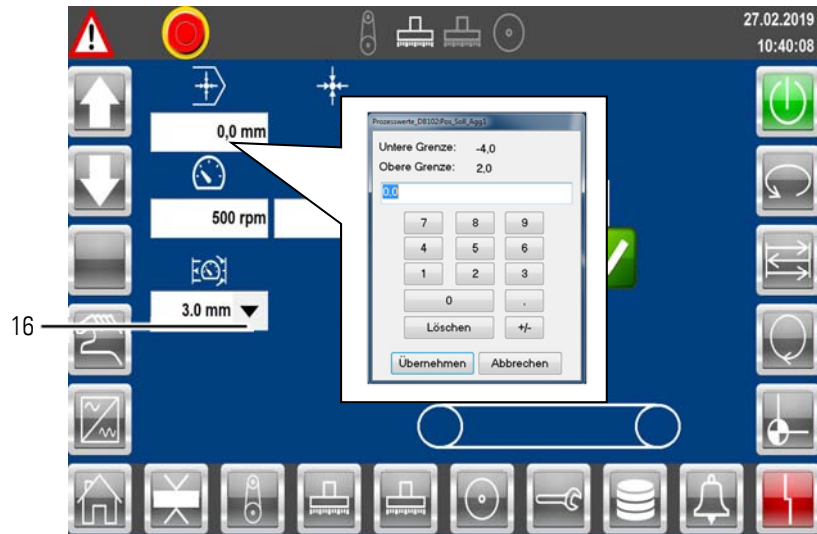 27.02.2019
10:40:08
0,0 mm
500 rpm
3.0 mm
16
Prozesswerte_DB102:Pos_Soll_Agg1
Untere Grenze: -4,0
Obere Grenze: 2,0
0.0
7 8 9
4 5 6
1 2 3
0 .
Löschen +/-
Übernehmen Abbrechen